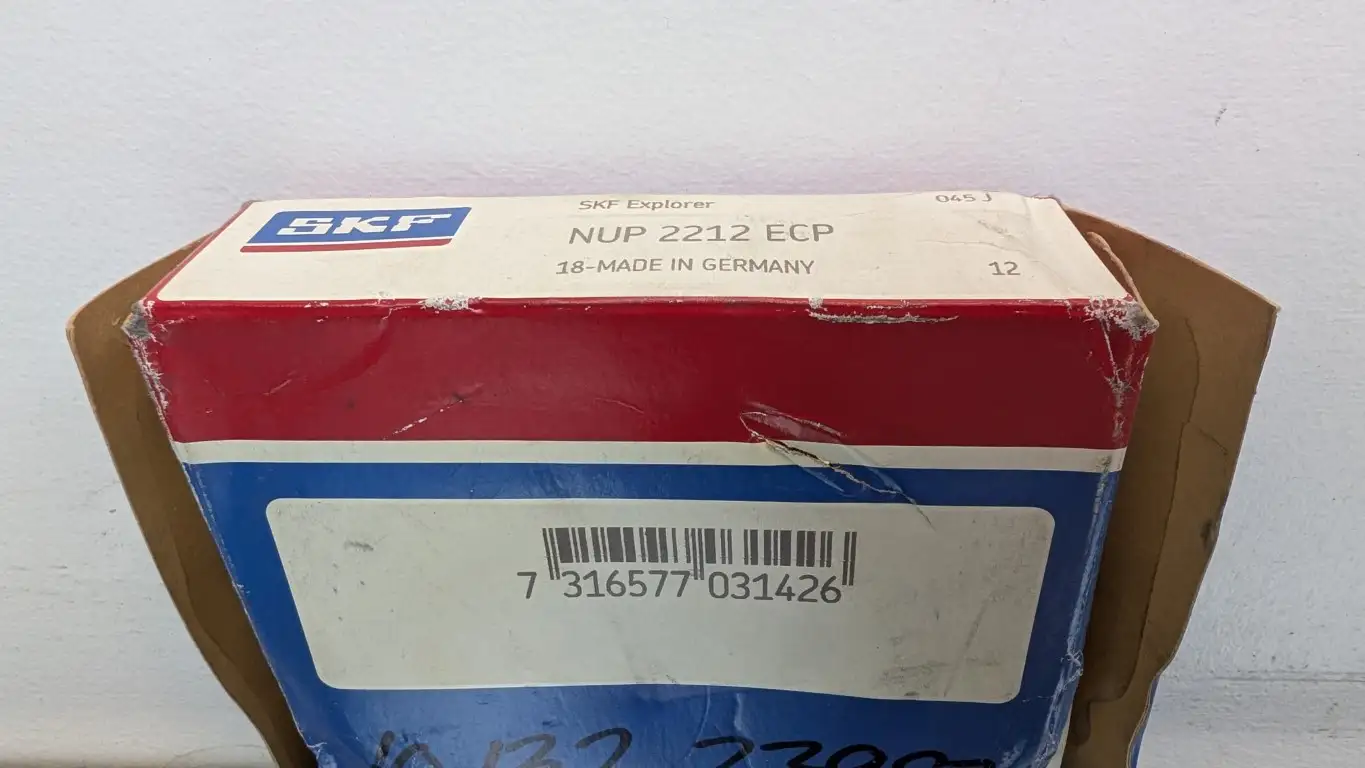 SKF
SKF Explorer
045 J
NUP 2212 ECP
18-MADE IN GERMANY
12
7 316577 031426